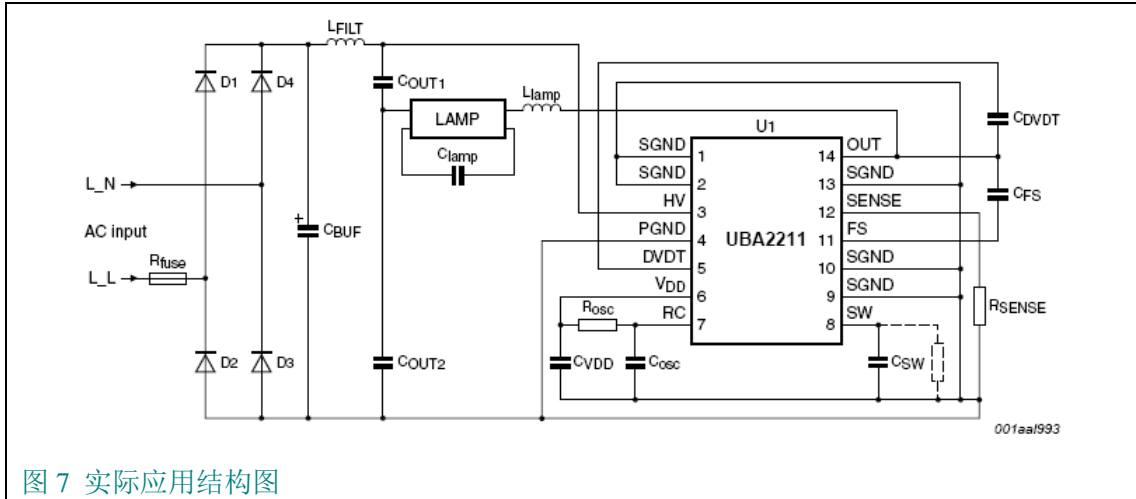 LFILT
D1
D4
COUT1
Llamp
LAMP
Clamp
CDVDT
U1
SGND
1
14
OUT
SGND
2
13
SGND
CFS
L_N
HV
3
12
SENSE
AC input
CBUF
+
PGND
4
UBA2211
11
FS
Rfuse
L_L
DVDT
5
10
SGND
VDD
6
9
SGND
Rosc
RC
7
8
SW
RSENSE
D2
D3
COUT2
CVDD
Cosc
CSW
001aal993
图 7 实际应用结构图